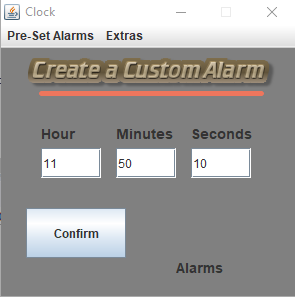 Clock
Pre-Set Alarms Extras
Create a Custom Alarm
Hour Minutes Seconds
11 50 10
Confirm
Alarms